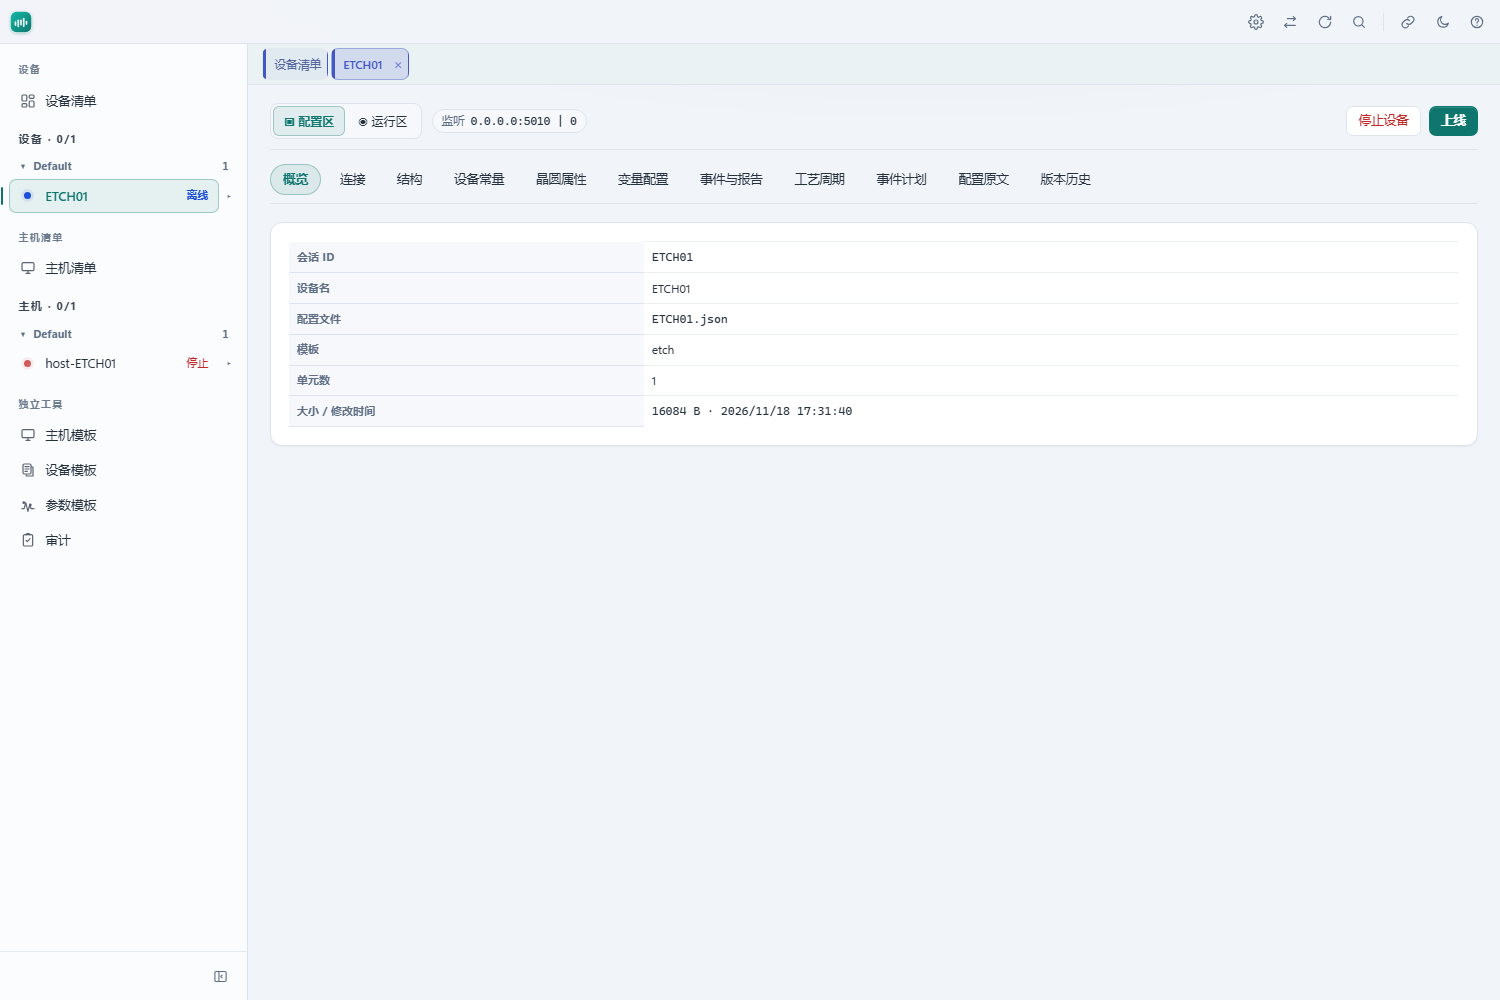 设备
设备清单
设备 · 0/1
Default 1
ETCH01 离线
主机清单
主机清单
主机 · 0/1
Default 1
host-ETCH01 停止
独立工具
主机模板
设备模板
参数模板
审计
设备清单 ETCH01 ×
配置区 运行区 监听 0.0.0.0:5010 | 0 停止设备 上线
概览 连接 结构 设备常量 晶圆属性 变量配置 事件与报告 工艺周期 事件计划 配置原文 版本历史
会话 ID ETCH01
设备名 ETCH01
配置文件 ETCH01.json
模板 etch
单元数 1
大小 / 修改时间 16084 B · 2026/11/18 17:31:40